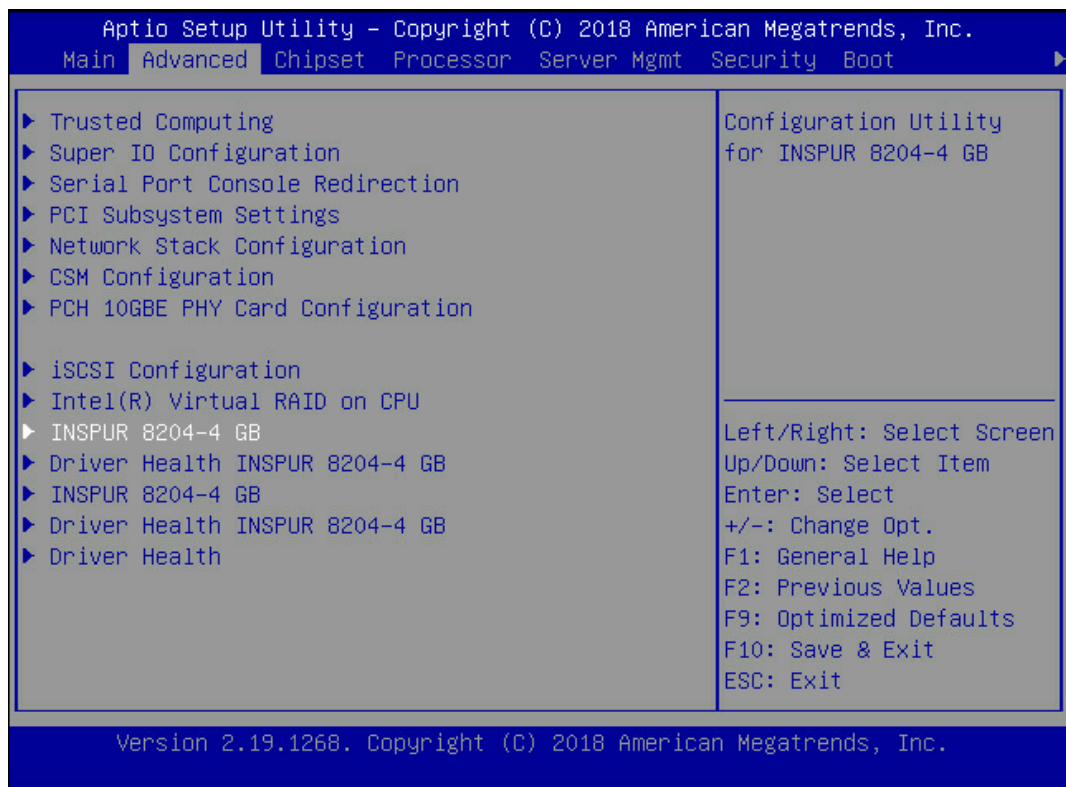 Aptio Setup Utility – Copyright (C) 2018 American Megatrends, Inc.
Main Advanced Chipset Processor Server Mgmt Security Boot
Trusted Computing
Super IO Configuration
Serial Port Console Redirection
PCI Subsystem Settings
Network Stack Configuration
CSM Configuration
PCH 10GBE PHY Card Configuration
iSCSI Configuration
Intel(R) Virtual RAID on CPU
INSPUR 8204–4 GB
Driver Health INSPUR 8204–4 GB
INSPUR 8204–4 GB
Driver Health INSPUR 8204–4 GB
Driver Health
Configuration Utility
for INSPUR 8204–4 GB
Left/Right: Select Screen
Up/Down: Select Item
Enter: Select
+/–: Change Opt.
F1: General Help
F2: Previous Values
F9: Optimized Defaults
F10: Save & Exit
ESC: Exit
Version 2.19.1268. Copyright (C) 2018 American Megatrends, Inc.